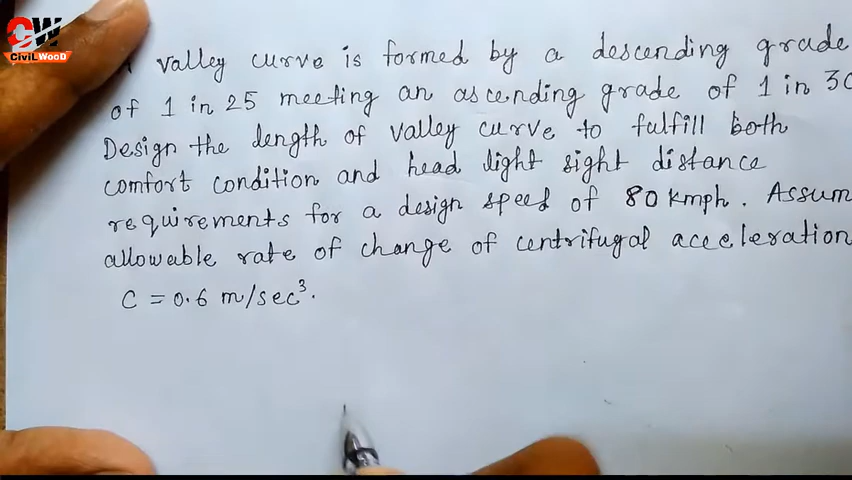 CW
CIVILWOOD
valley curve is formed by a descending grade
of 1 in 25 meeting an ascending grade of 1 in 30
Design the length of valley curve to fulfill both
comfort condition and head light sight distance
requirements for a design speed of 80 kmph. Assum
allowable rate of change of centrifugal acceleration
C = 0.6 m/sec³.